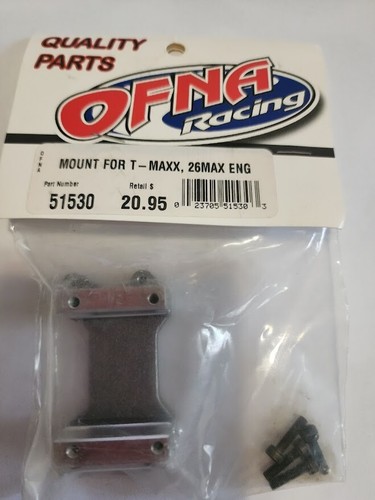 QUALITY
PARTS
OFNA
Racing
OFNA
MOUNT FOR T-MAXX, 26MAX ENG
Part Number
Retail $
51530
20.95
0 23705 51530 3